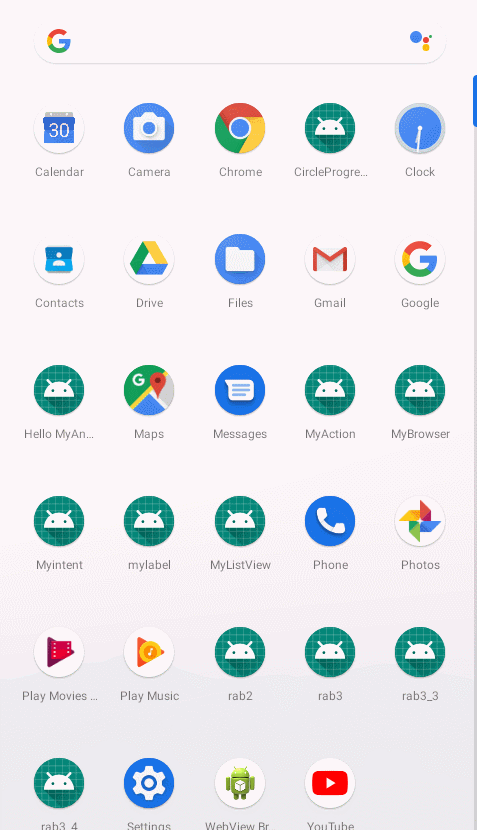 G
30
Calendar
Camera
Chrome
CircleProgre...
Clock
Contacts
Drive
Files
Gmail
Google
G
Hello MyAn...
Maps
Messages
MyAction
MyBrowser
Myintent
mylabel
MyListView
Phone
Photos
Play Movies ...
Play Music
rab2
rab3
rab3_3
rab3_4
Settings
WebView Br
YouTube